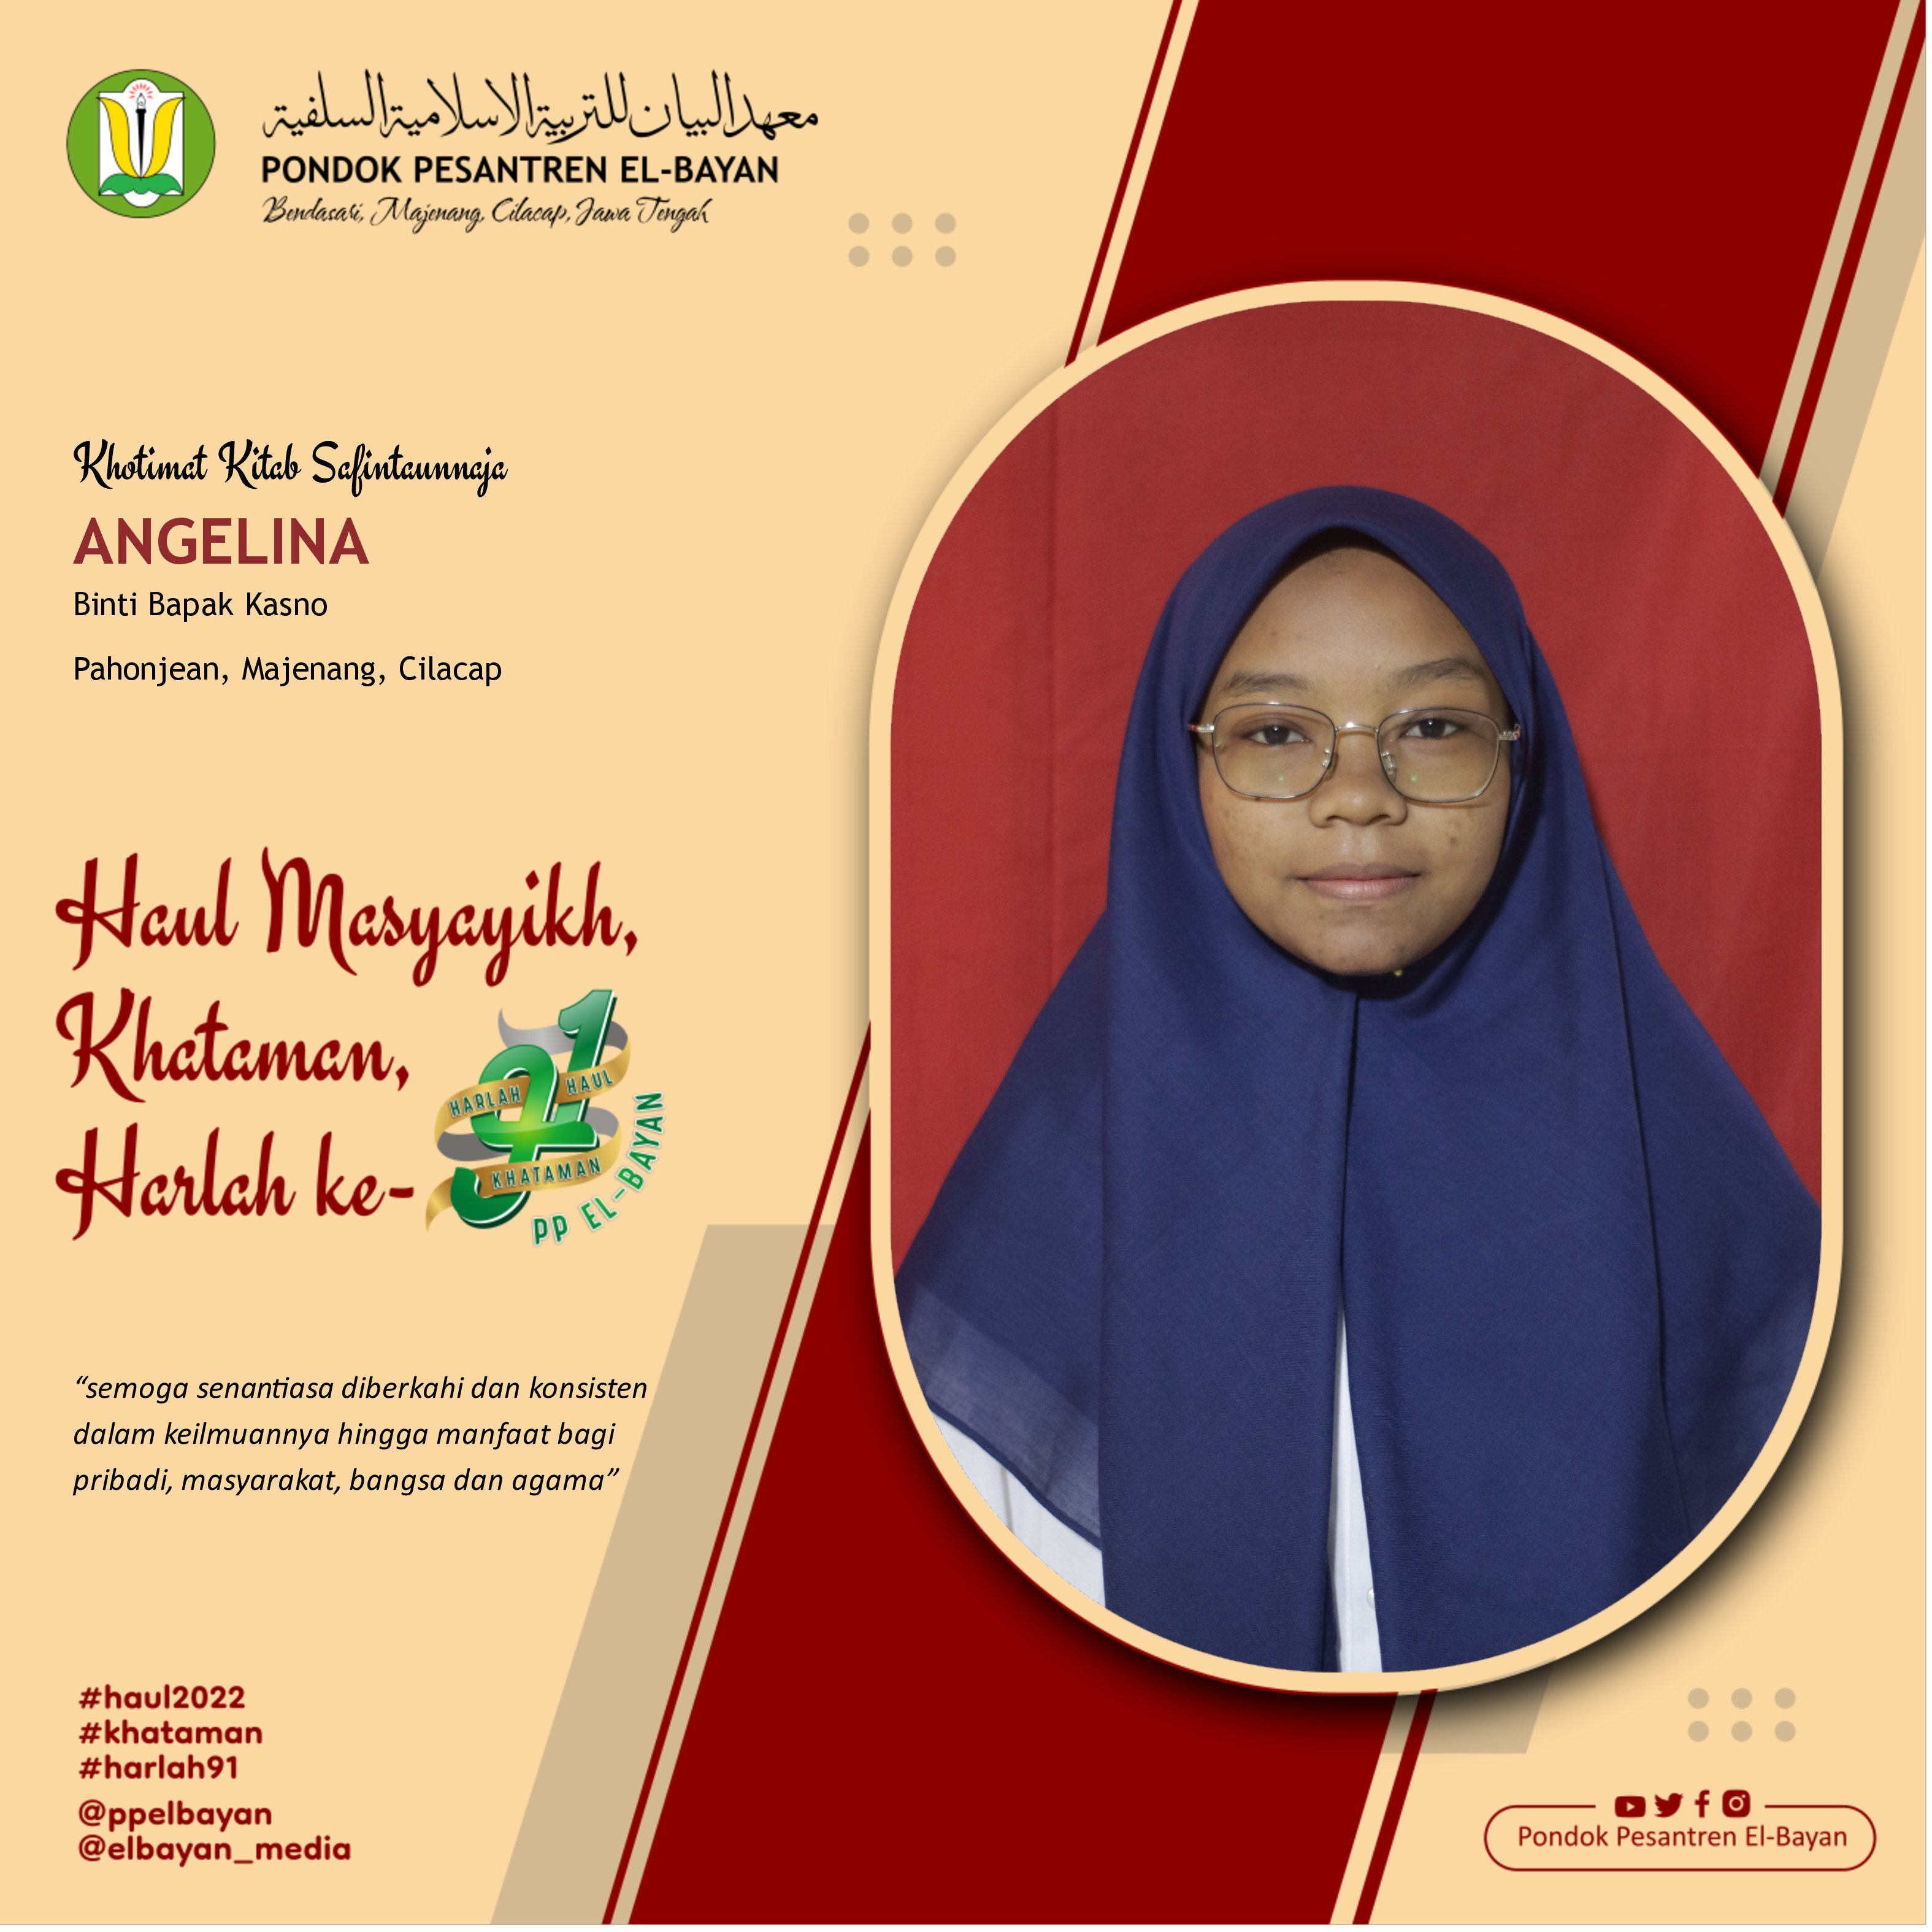 معهد البيان للتربية الاسلامية السلفية
PONDOK PESANTREN EL-BAYAN
Bendasari, Majenang, Cilacap, Jawa Tengah
Khotimat Kitab Safintaunnaja
ANGELINA
Binti Bapak Kasno
Pahonjean, Majenang, Cilacap
Haul Masyayikh,
Khataman,
Harlah ke-
91
HARLAH HAUL
KHATAMAN
PP EL-BAYAN
“semoga senantiasa diberkahi dan konsisten
dalam keilmuannya hingga manfaat bagi
pribadi, masyarakat, bangsa dan agama”
#haul2022
#khataman
#harlah91
@ppelbayan
@elbayan_media
Pondok Pesantren El-Bayan